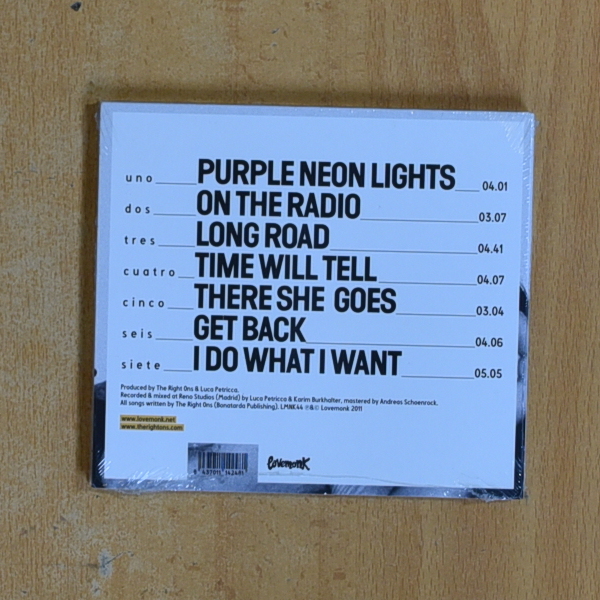 uno PURPLE NEON LIGHTS 04.01
dos ON THE RADIO 03.07
tres LONG ROAD 04.41
cuatro TIME WILL TELL 04.07
cinco THERE SHE GOES 03.04
seis GET BACK 04.06
siete I DO WHAT I WANT 05.05
Produced by The Right Ons & Luca Petricca.
Recorded & mixed at Reno Studios (Madrid) by Luca Petricca & Karim Burkhalter, mastered by Andreas Schoenrock.
All songs written by The Right Ons (Bonatarda Publishing). LMNK44 ℗&© Lovemonk 2011
www.lovemonk.net
www.therightons.com
lovemonk